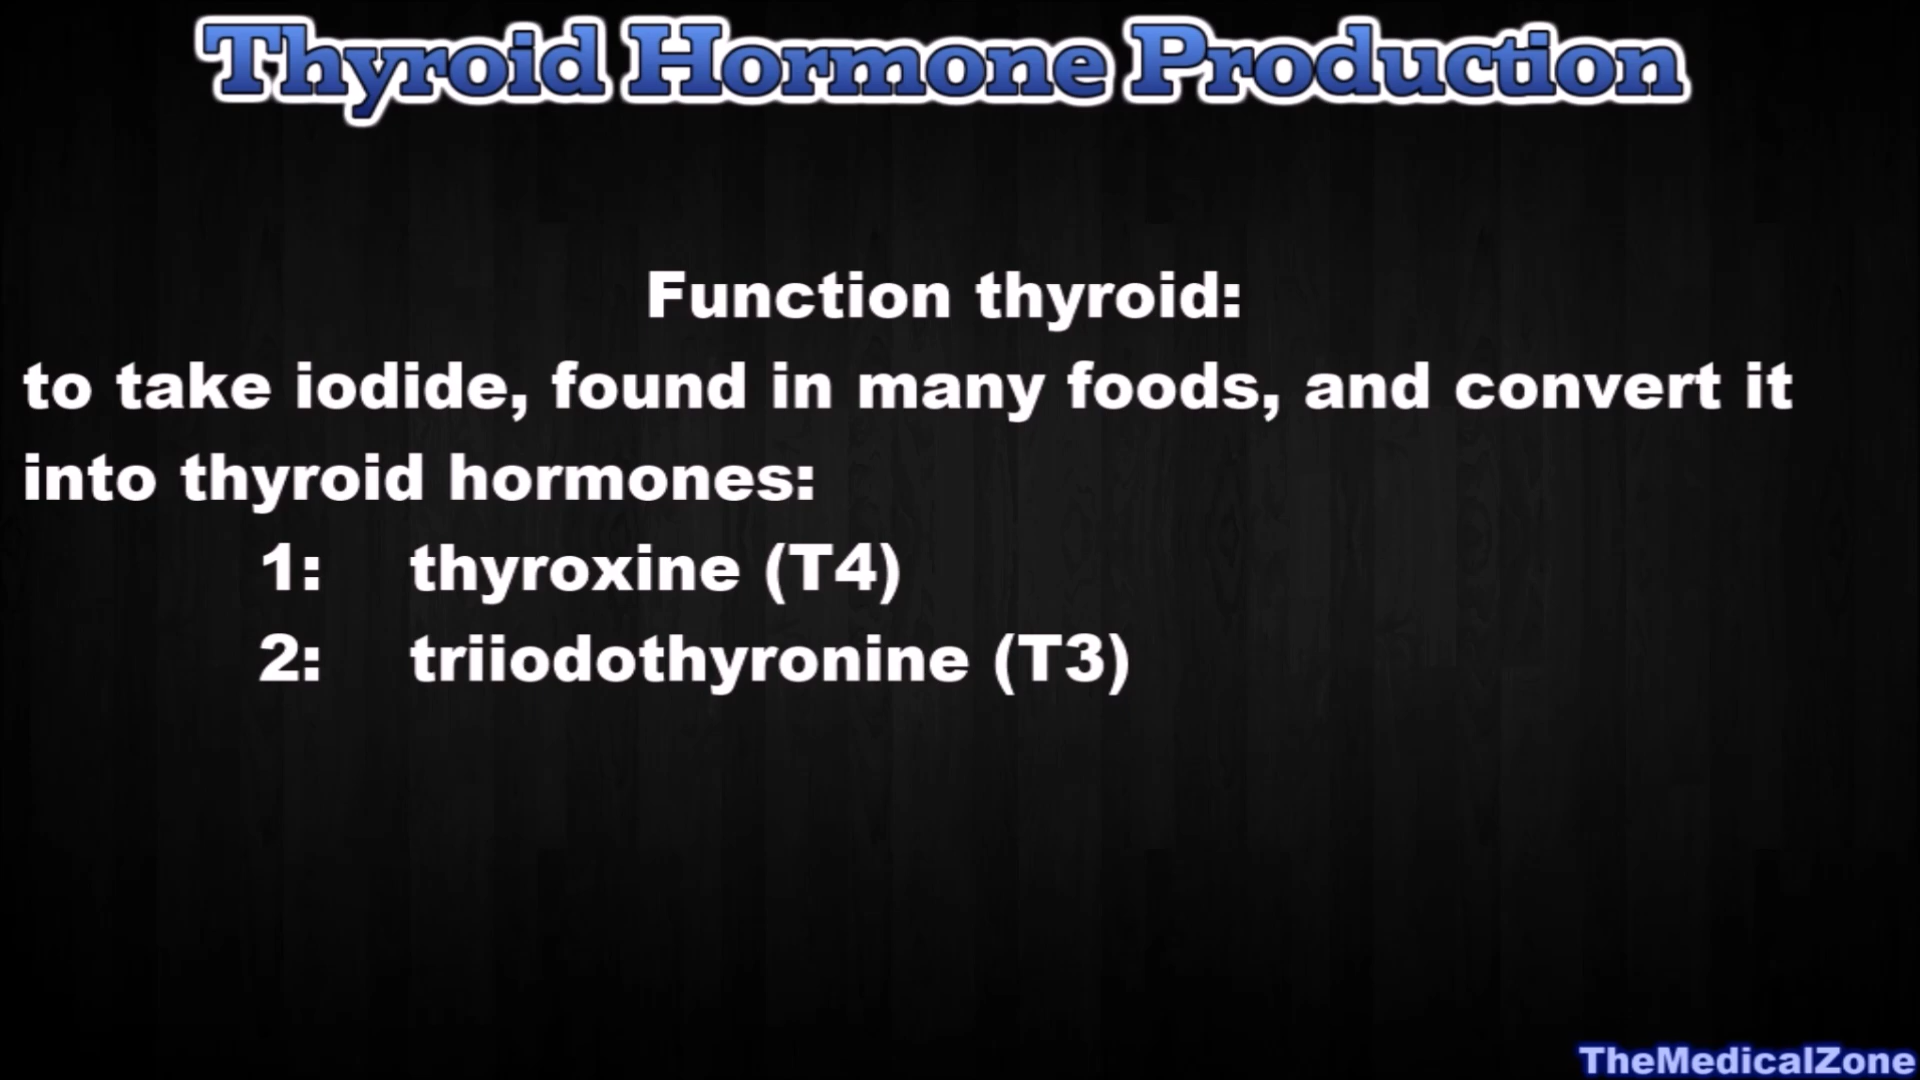 Thyroid Hormone Production
Function thyroid:
to take iodide, found in many foods, and convert it
into thyroid hormones:
1: thyroxine (T4)
2: triiodothyronine (T3)
TheMedicalZone